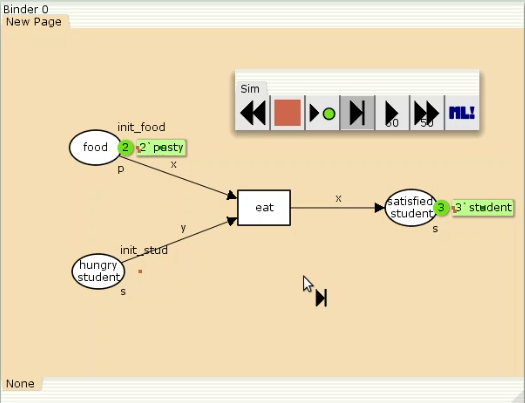 Binder 0
New Page
Sim
60
50
ML!
init_food
food
2
2`pasty
p
x
eat
x
satisfied
student
3
3`student
s
y
init_stud
hungry
student
s
None